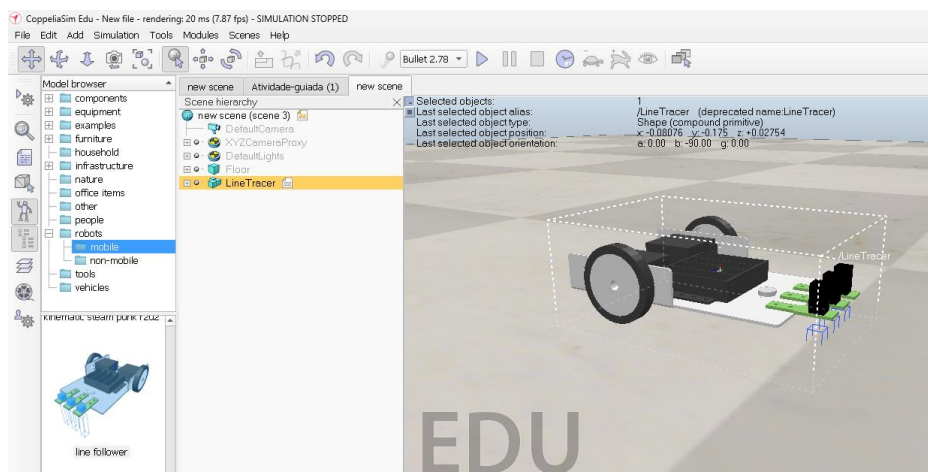 CoppeliaSim Edu - New file - rendering: 20 ms (7.87 fps) - SIMULATION STOPPED
File Edit Add Simulation Tools Modules Scenes Help
Bullet 2.78
Model browser
components
equipment
examples
furniture
household
infrastructure
nature
office items
other
people
robots
mobile
non-mobile
tools
vehicles
kinematic steam punk r2d2
line follower
new scene Atividade-guiada (1) new scene
Scene hierarchy
new scene (scene 3)
DefaultCamera
XYZCameraProxy
DefaultLights
Floor
LineTracer
Selected objects: 1
Last selected object alias: /LineTracer (deprecated name:LineTracer)
Last selected object type: Shape (compound primitive)
Last selected object position: x: -0.08076 y: -0.175 z: +0.02754
Last selected object orientation: a: 0.00 b: -90.00 g: 0.00
/LineTracer
EDU